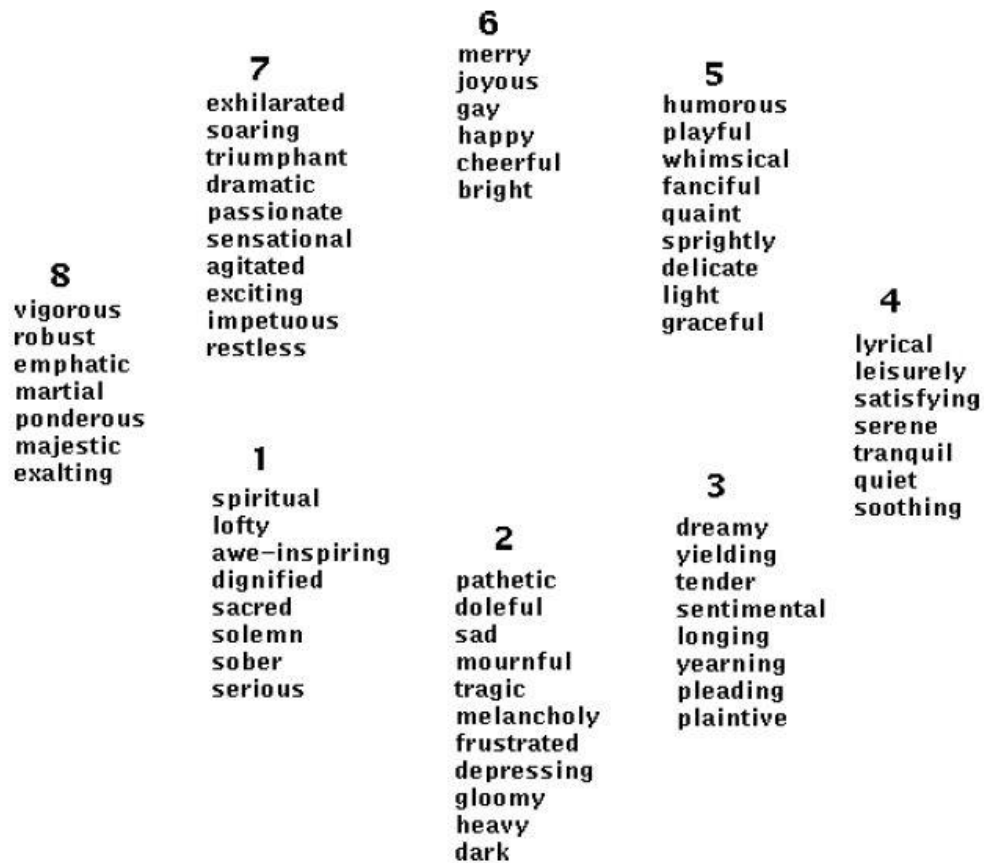 6
merry
joyous
gay
happy
cheerful
bright
7
exhilarated
soaring
triumphant
dramatic
passionate
sensational
agitated
exciting
impetuous
restless
5
humorous
playful
whimsical
fanciful
quaint
sprightly
delicate
light
graceful
8
vigorous
robust
emphatic
martial
ponderous
majestic
exalting
4
lyrical
leisurely
satisfying
serene
tranquil
quiet
soothing
1
spiritual
lofty
awe-inspiring
dignified
sacred
solemn
sober
serious
2
pathetic
doleful
sad
mournful
tragic
melancholy
frustrated
depressing
gloomy
heavy
dark
3
dreamy
yielding
tender
sentimental
longing
yearning
pleading
plaintive